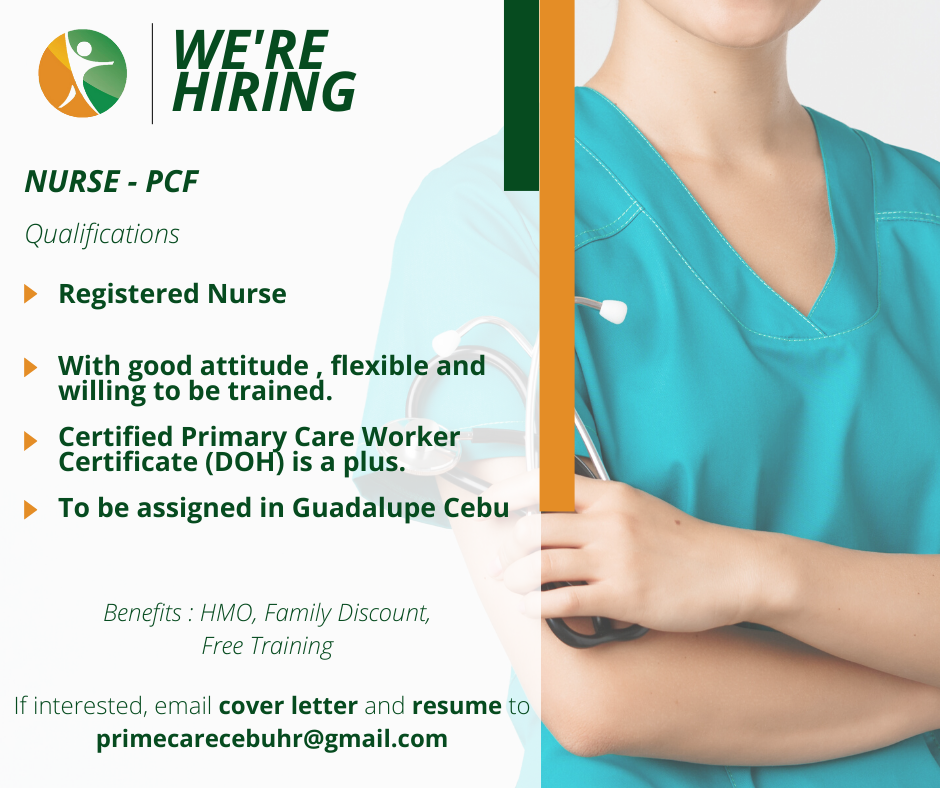 WE'RE
HIRING
NURSE - PCF
Qualifications
Registered Nurse
With good attitude , flexible and
willing to be trained.
Certified Primary Care Worker
Certificate (DOH) is a plus.
To be assigned in Guadalupe Cebu
Benefits : HMO, Family Discount,
Free Training
If interested, email cover letter and resume to
primecarecebuhr@gmail.com